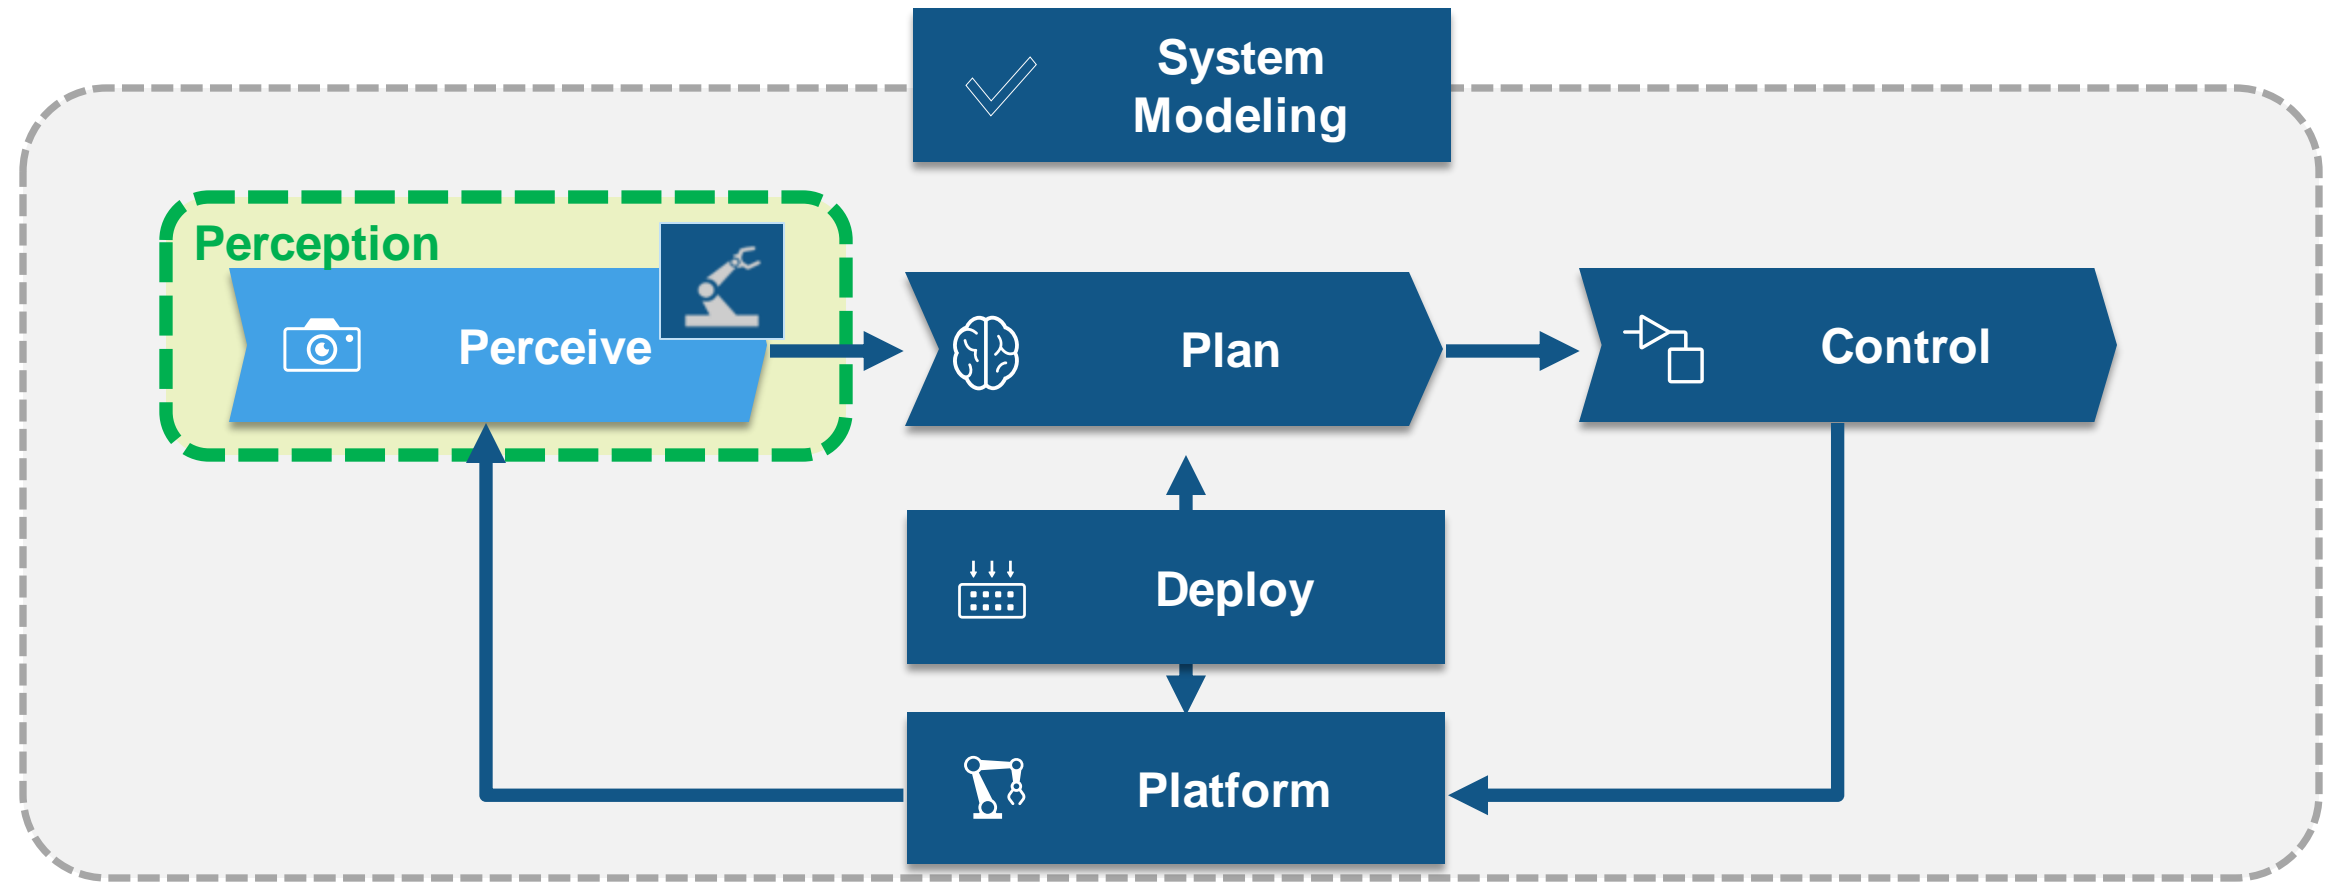 System
Modeling
Perception
Perceive
Plan
Control
Deploy
Platform